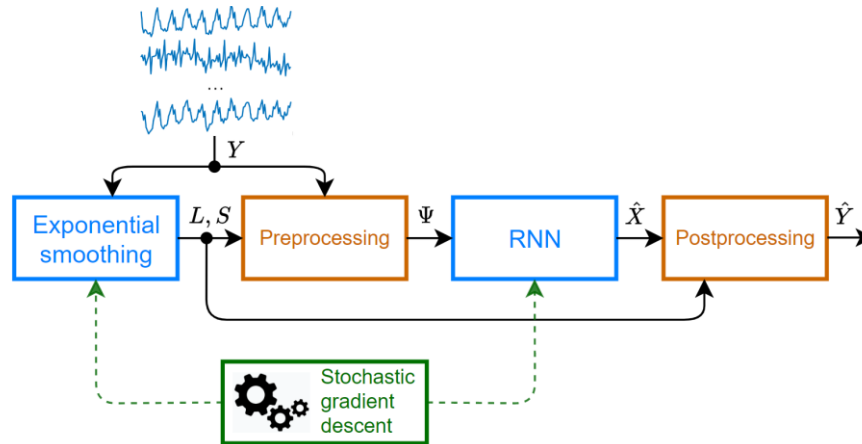 ...
Y
Exponential
smoothing
L, S
Preprocessing
Ψ
RNN
X̂
Postprocessing
Ŷ
Stochastic
gradient
descent